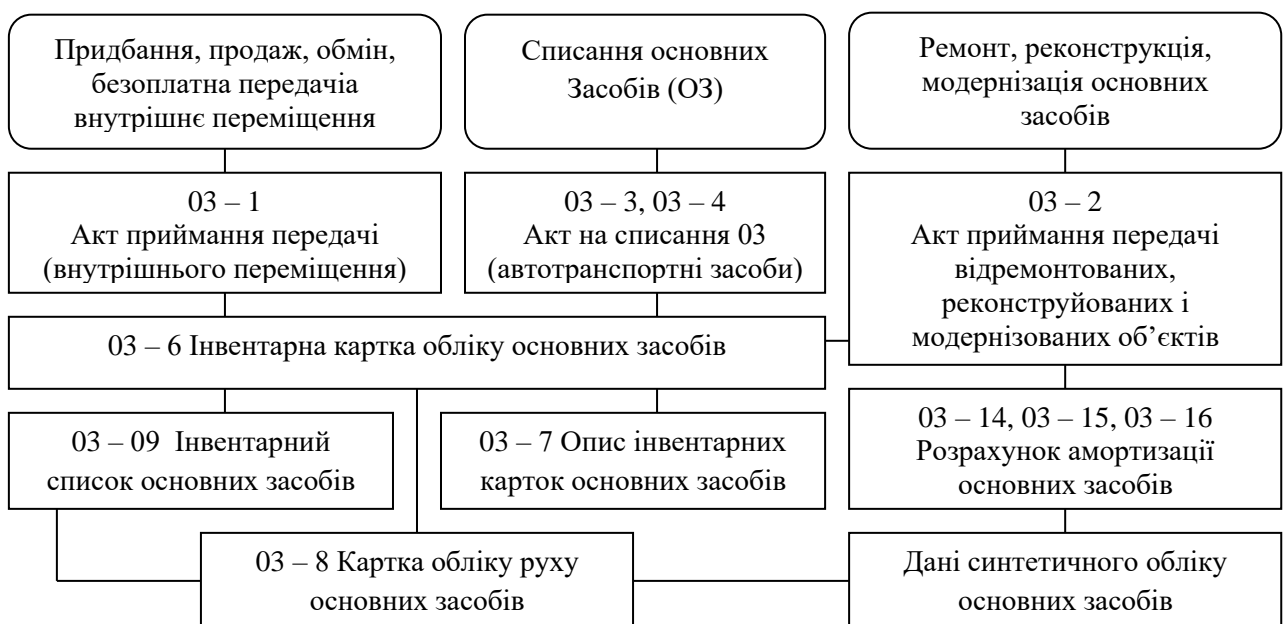 Придбання, продаж, обмін,
безоплатна передачіа
внутрішнє переміщення
Списання основних
Засобів (ОЗ)
Ремонт, реконструкція,
модернізація основних
засобів
03 – 1
Акт приймання передачі
(внутрішнього переміщення)
03 – 3, 03 – 4
Акт на списання 03
(автотранспортні засоби)
03 – 2
Акт приймання передачі
відремонтованих,
реконструйованих і
модернізованих об’єктів
03 – 6 Інвентарна картка обліку основних засобів
03 – 09 Інвентарний
список основних засобів
03 – 7 Опис інвентарних
карток основних засобів
03 – 14, 03 – 15, 03 – 16
Розрахунок амортизації
основних засобів
03 – 8 Картка обліку руху
основних засобів
Дані синтетичного обліку
основних засобів